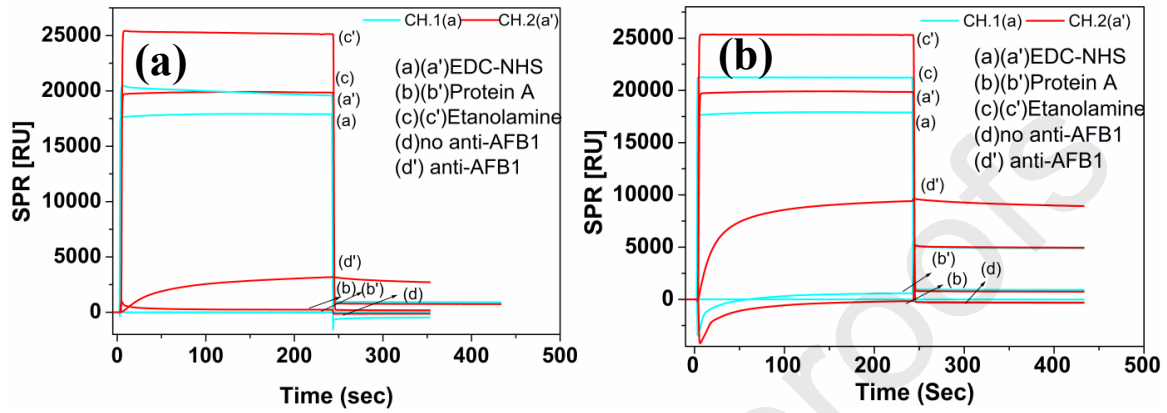 CH.1(a) CH.2(a')
(a)
(a)(a')EDC-NHS
(b)(b')Protein A
(c)(c')Etanolamine
(d)no anti-AFB1
(d') anti-AFB1
(c')
(c)
(a')
(a)
(d')
(b) (b') (d)
SPR [RU]
25000
20000
15000
10000
5000
0
0 100 200 300 400 500
Time (sec)
CH.1(a) CH.2(a')
(b)
(a)(a')EDC-NHS
(b)(b')Protein A
(c)(c')Etanolamine
(d)no anti-AFB1
(d') anti-AFB1
(c')
(c)
(a')
(a)
(d')
(b')
(b) (d)
SPR [RU]
25000
20000
15000
10000
5000
0
0 100 200 300 400 500
Time (Sec)
roofs